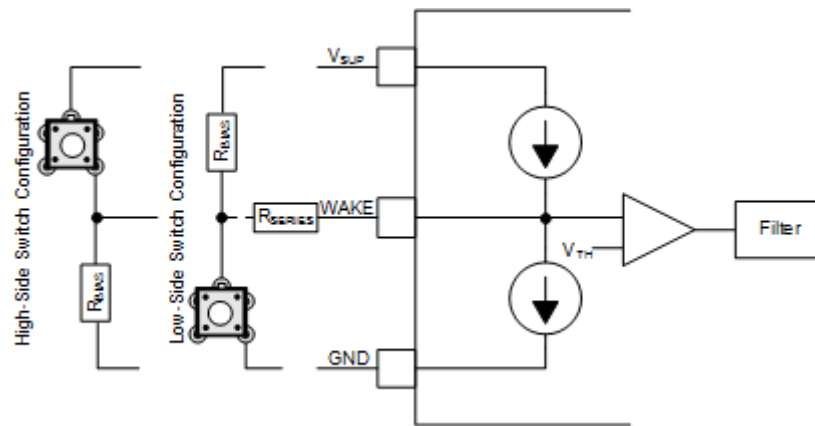 High-Side Switch Configuration
RBIAS
Low-Side Switch Configuration
RBIAS
RSERIES
VSUP
WAKE
GND
VTH
Filter